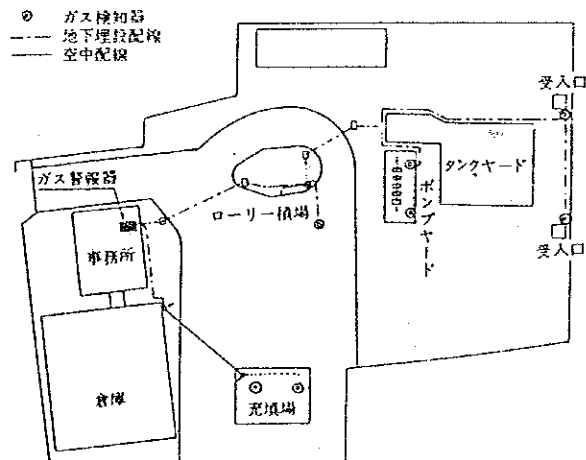 ガス検知器
地下埋設配線
空中配線
受入口
ガス警報器
タンクヤード
ポンプヤード
ローリー積場
事務所
受入口
倉庫
充填場